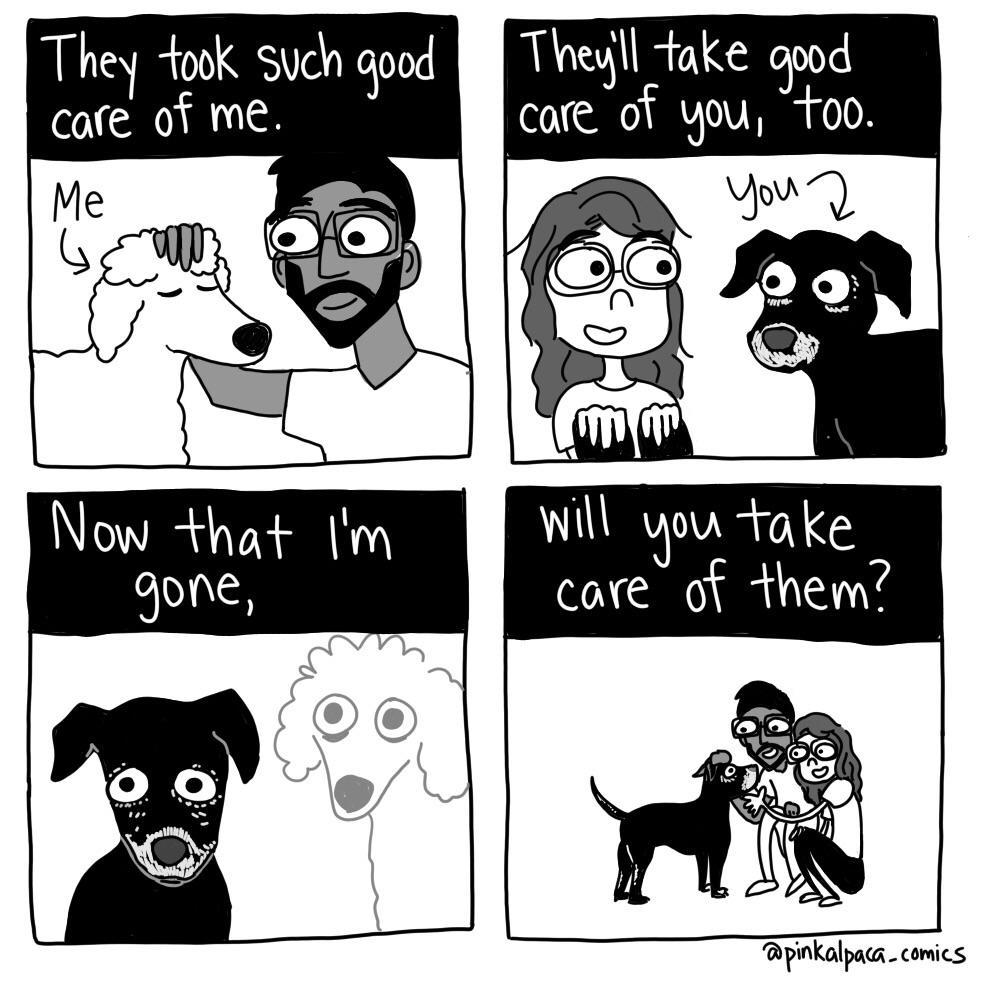 They took such good
care of me.
Me
They'll take good
care of you, too.
You
Now that I'm
gone,
Will you take
care of them?
@pinkalpaca_comics